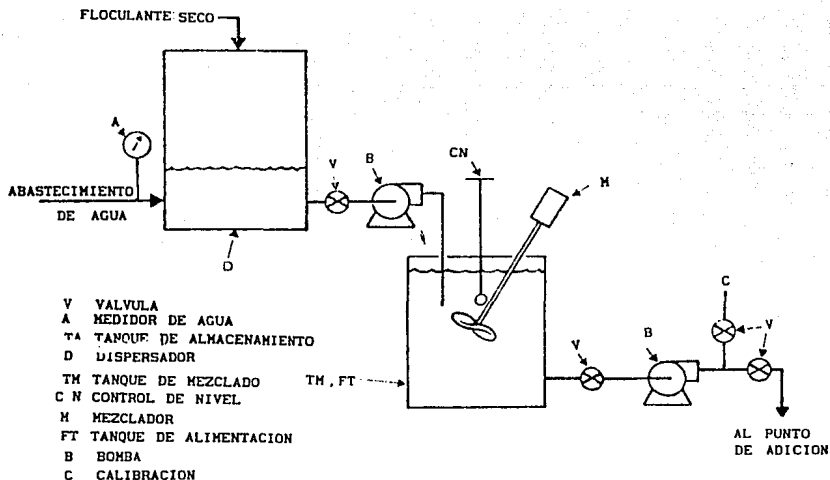 FLOCULANTE SECO
A
ABASTECIMIENTO
DE AGUA
D
V
B
CN
M
TM, FT
V
B
C
V
AL PUNTO
DE ADICION
V VALVULA
A MEDIDOR DE AGUA
TA TANQUE DE ALMACENAMIENTO
D DISPERSADOR
TM TANQUE DE MEZCLADO
C N CONTROL DE NIVEL
M MEZCLADOR
FT TANQUE DE ALIMENTACION
B BOMBA
C CALIBRACION